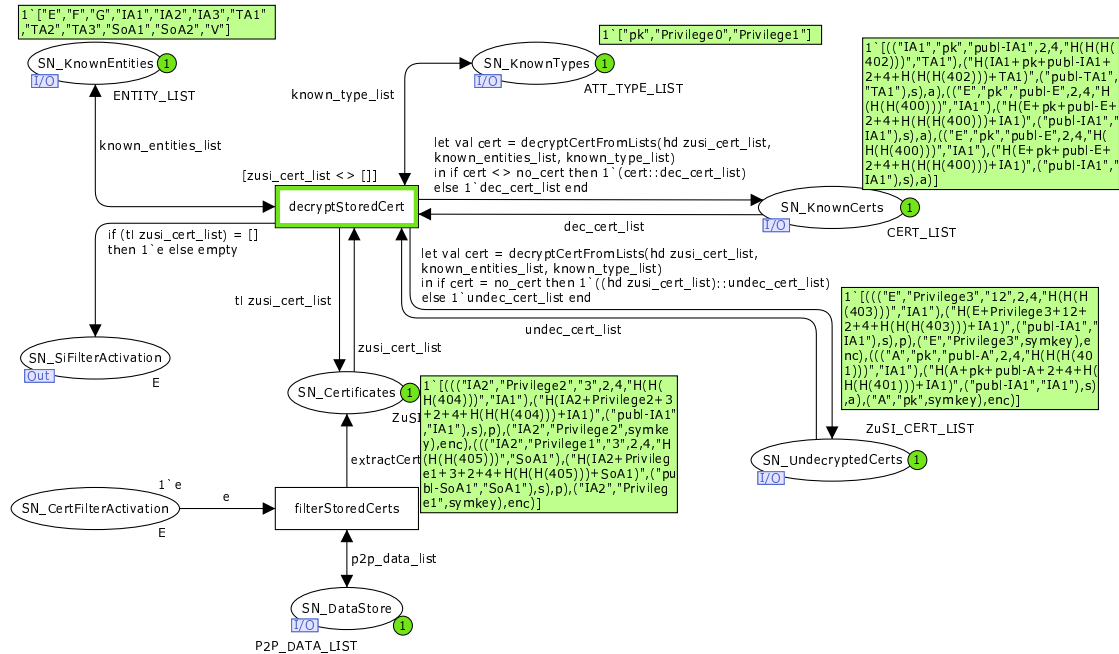 1`["E","F","G","IA1","IA2","IA3","TA1"
,"TA2","TA3","SoA1","SoA2","V"]
SN_KnownEntities
1
I/O
ENTITY_LIST
known_entities_list
1`["pk","Privilege0","Privilege1"]
SN_KnownTypes
1
I/O
ATT_TYPE_LIST
known_type_list
1`[(("IA1","pk","publ-IA1",2,4,"H(H(H(
402)))","TA1"),("H(IA1+pk+publ-IA1
+2+4+H(H(H(402)))+TA1)",("publ-TA1",
"TA1"),s),a),(("E","pk","publ-E",2,4,"H
(H(H(400)))","IA1"),("H(E+pk+publ-E+
2+4+H(H(H(400)))+IA1)",("publ-IA1","
IA1"),s),a),(("E","pk","publ-E",2,4,"H(
H(H(400)))","IA1"),("H(E+pk+publ-E+
2+4+H(H(H(400)))+IA1)",("publ-IA1","
IA1"),s),a)]
let val cert = decryptCertFromLists(hd zusi_cert_list,
known_entities_list, known_type_list)
in if cert <> no_cert then 1`(cert::dec_cert_list)
else 1`dec_cert_list end
[zusi_cert_list <> []]
decryptStoredCert
SN_KnownCerts
1
I/O
CERT_LIST
dec_cert_list
if (tl zusi_cert_list) = []
then 1`e else empty
let val cert = decryptCertFromLists(hd zusi_cert_list,
known_entities_list, known_type_list)
in if cert = no_cert then 1`((hd zusi_cert_list)::undec_cert_list)
else 1`undec_cert_list end
undec_cert_list
tl zusi_cert_list
zusi_cert_list
SN_SiFilterActivation
Out
E
1`[((("E","Privilege3","12",2,4,"H(H(H
(403)))","IA1"),("H(E+Privilege3+12+
2+4+H(H(H(403)))+IA1)",("publ-IA1","
IA1"),s),p),("E","Privilege3",symkey),e
nc),((("A","pk","publ-A",2,4,"H(H(H(40
1)))","IA1"),("H(A+pk+publ-A+2+4+H(
H(H(401)))+IA1)",("publ-IA1","IA1"),s)
,a),("A","pk",symkey),enc)]
ZuSI_CERT_LIST
SN_Certificates
1
ZuSI
1`[((("IA2","Privilege2","3",2,4,"H(H(
H(404)))","IA1"),("H(IA2+Privilege2+3
+2+4+H(H(H(404)))+IA1)",("publ-IA1"
,"IA1"),s),p),("IA2","Privilege2",symke
y),enc),((("IA2","Privilege1","3",2,4,"H
(H(H(405)))","SoA1"),("H(IA2+Privileg
e1+3+2+4+H(H(H(405)))+SoA1)",("pu
bl-SoA1","SoA1"),s),p),("IA2","Privileg
e1",symkey),enc)]
SN_UndecryptedCerts
1
I/O
extractCert
1`e
SN_CertFilterActivation
E
e
filterStoredCerts
p2p_data_list
SN_DataStore
I/O
1
P2P_DATA_LIST